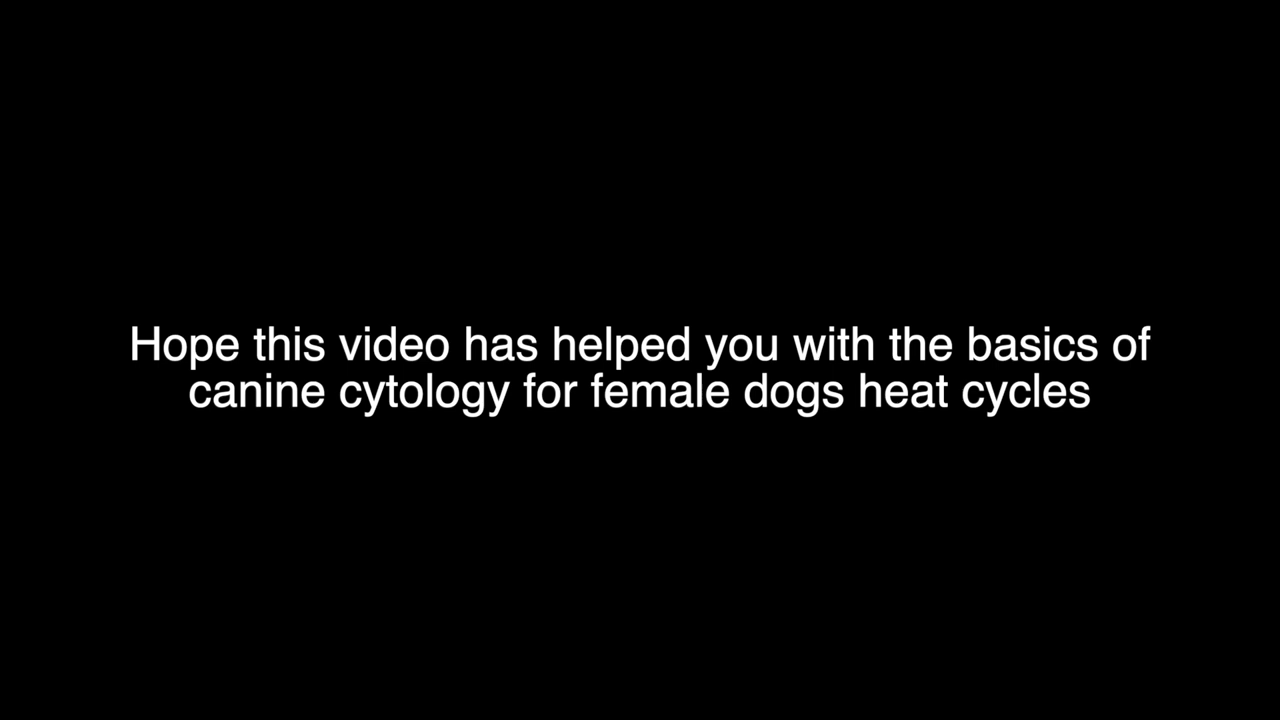 Hope this video has helped you with the basics of
canine cytology for female dogs heat cycles